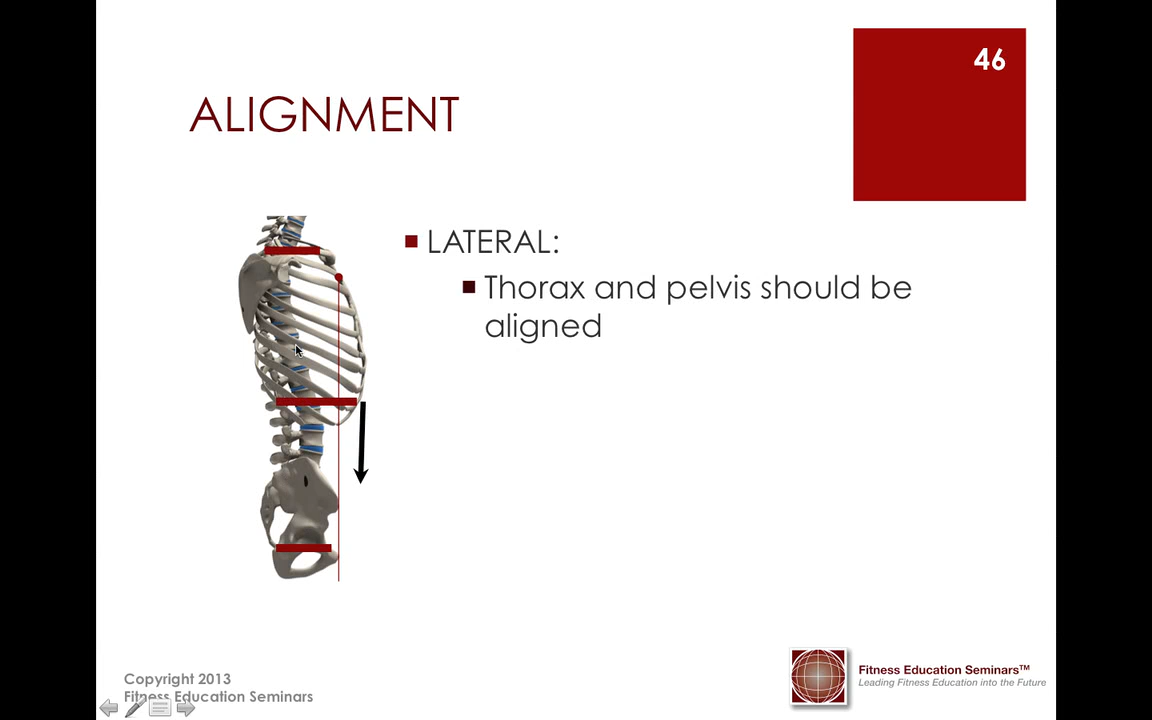 46
ALIGNMENT
LATERAL:
Thorax and pelvis should be
aligned
Copyright 2013
Fitness Education Seminars
Fitness Education Seminars™
Leading Fitness Education into the Future